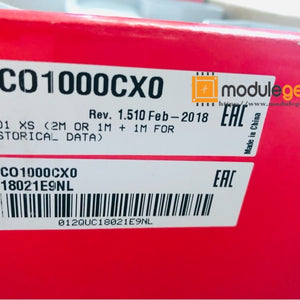 CO1000CX0
modulege
Rev. 1.510 Feb-2018
EAC
Made in China
01 XS (2M OR 1M + 1M FOR
STORICAL DATA)
CO1000CX0
18021E9NL
EAC
012QUC18021E9NL